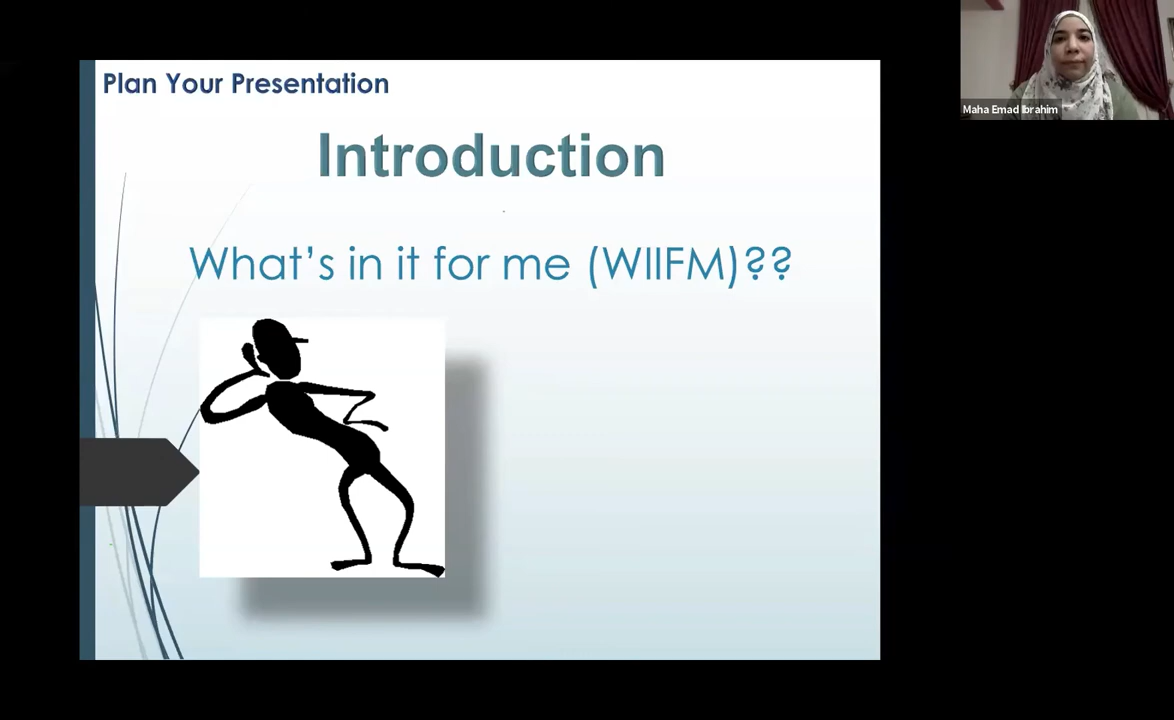 Plan Your Presentation
Introduction
What's in it for me (WIIFM)??
Maha Emad Ibrahim